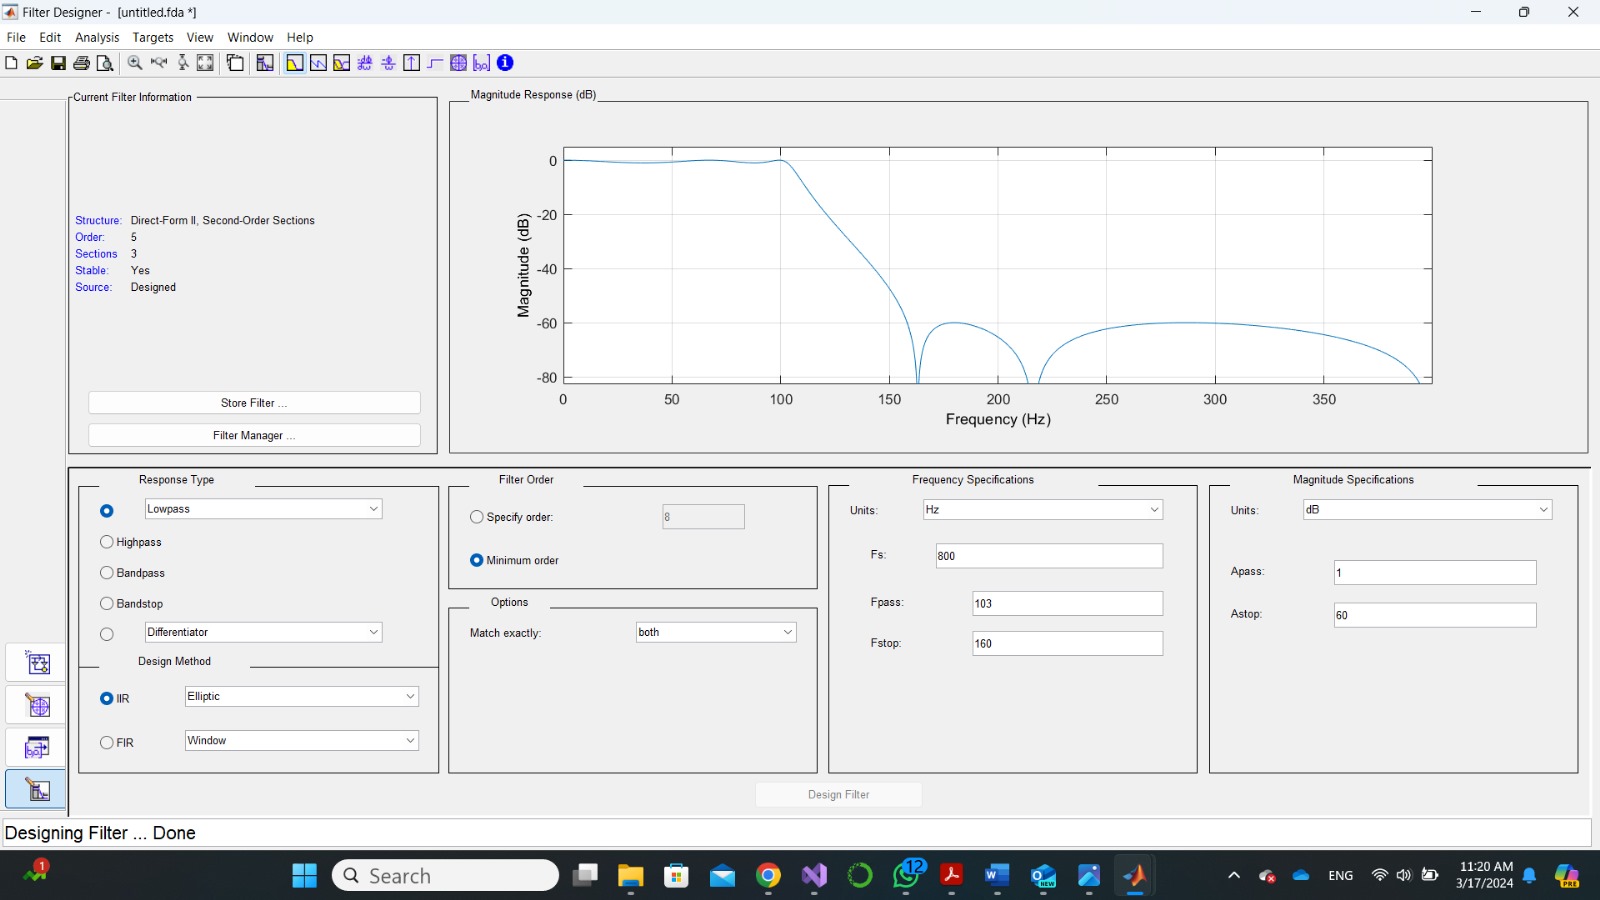 Filter Designer - [untitled.fda *]
File Edit Analysis Targets View Window Help
Current Filter Information
Structure: Direct-Form II, Second-Order Sections
Order: 5
Sections 3
Stable: Yes
Source: Designed
Store Filter ...
Filter Manager ...
Magnitude Response (dB)
0
-20
-40
-60
-80
Magnitude (dB)
0 50 100 150 200 250 300 350
Frequency (Hz)
Response Type
Lowpass
Highpass
Bandpass
Bandstop
Differentiator
Design Method
IIR Elliptic
FIR Window
Filter Order
Specify order: 8
Minimum order
Options
Match exactly: both
Frequency Specifications
Units: Hz
Fs: 800
Fpass: 103
Fstop: 160
Magnitude Specifications
Units: dB
Apass: 1
Astop: 60
Design Filter
Designing Filter ... Done
1
Search
12
NEW
ENG
11:20 AM
3/17/2024
PRE